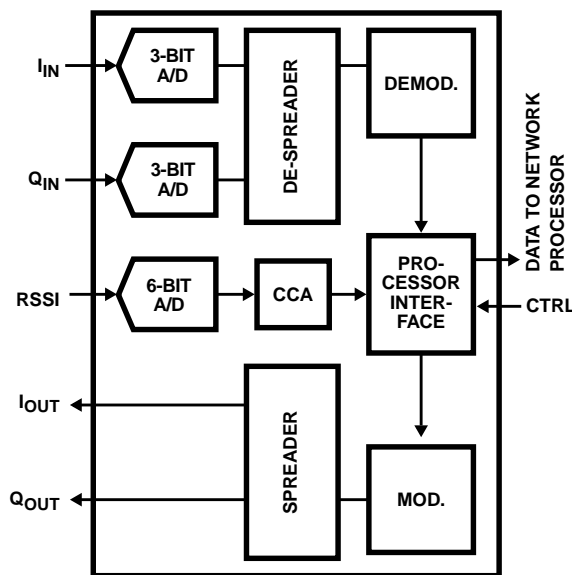 I_IN
3-BIT
A/D
DE-SPREADER
DEMOD.
Q_IN
3-BIT
A/D
DATA TO NETWORK
PROCESSOR
RSSI
6-BIT
A/D
CCA
PRO-
CESSOR
INTER-
FACE
CTRL
I_OUT
SPREADER
Q_OUT
MOD.